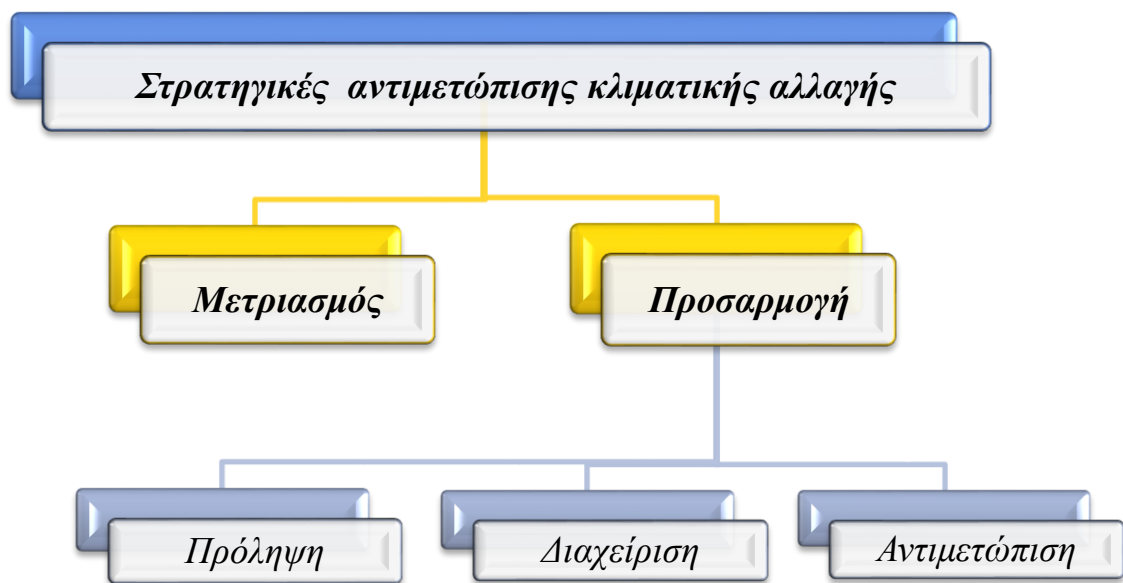 Στρατηγικές αντιμετώπισης κλιματικής αλλαγής
Μετριασμός
Προσαρμογή
Πρόληψη
Διαχείριση
Αντιμετώπιση